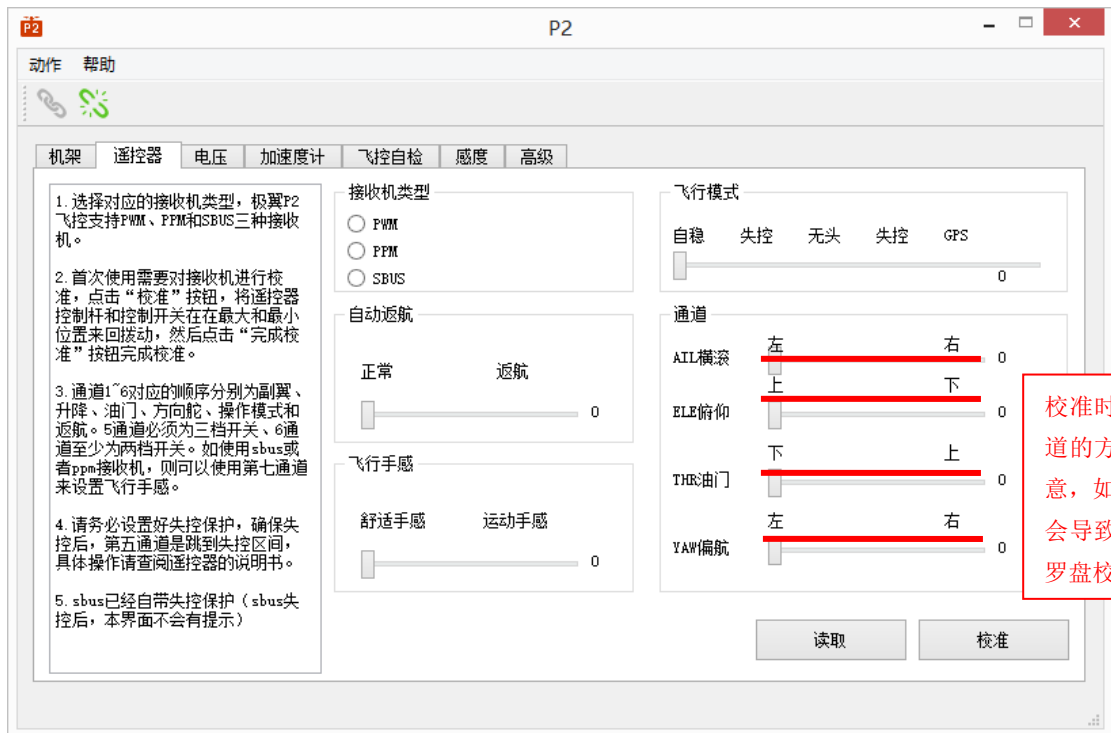 P2
P2
动作 帮助
机架 遥控器 电压 加速度计 飞控自检 感度 高级
1.选择对应的接收机类型，极翼P2
飞控支持PWM、PPM和SBUS三种接收
机。
2.首次使用需要对接收机进行校
准，点击“校准”按钮，将遥控器
控制杆和控制开关在在最大和最小
位置来回拨动，然后点击“完成校
准”按钮完成校准。
3.通道1~6对应的顺序分别为副翼、
升降、油门、方向舵、操作模式和
返航。5通道必须为三档开关、6通
道至少为两档开关。如使用sbus或
者ppm接收机，则可以使用第七通道
来设置飞行手感。
4.请务必设置好失控保护，确保失
控后，第五通道是跳到失控区间，
具体操作请查阅遥控器的说明书。
5.sbus已经自带失控保护（sbus失
控后，本界面不会有提示）
接收机类型
PWM
PPM
SBUS
自动返航
正常 返航
0
飞行手感
舒适手感 运动手感
0
飞行模式
自稳 失控 无头 失控 GPS
0
通道
左 右
AIL横滚 0
上 下
ELE俯仰 0
下 上
THR油门 0
左 右
YAW偏航 0
读取 校准
校准时
道的方
意，如
会导致
罗盘校